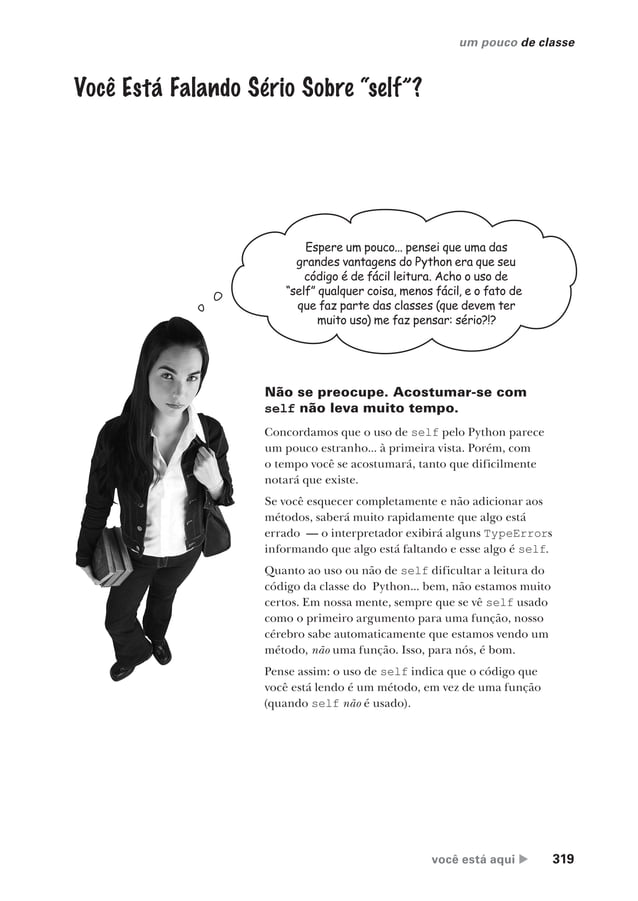 um pouco de classe
Você Está Falando Sério Sobre “self”?
Espere um pouco... pensei que uma das
grandes vantagens do Python era que seu
código é de fácil leitura. Acho o uso de
“self” qualquer coisa, menos fácil, e o fato de
que faz parte das classes (que devem ter
muito uso) me faz pensar: sério?!?
Não se preocupe. Acostumar-se com
self não leva muito tempo.
Concordamos que o uso de self pelo Python parece
um pouco estranho... à primeira vista. Porém, com
o tempo você se acostumará, tanto que dificilmente
notará que existe.
Se você esquecer completamente e não adicionar aos
métodos, saberá muito rapidamente que algo está
errado — o interpretador exibirá alguns TypeErrors
informando que algo está faltando e esse algo é self.
Quanto ao uso ou não de self dificultar a leitura do
código da classe do Python... bem, não estamos muito
certos. Em nossa mente, sempre que se vê self usado
como o primeiro argumento para uma função, nosso
cérebro sabe automaticamente que estamos vendo um
método, não uma função. Isso, para nós, é bom.
Pense assim: o uso de self indica que o código que
você está lendo é um método, em vez de uma função
(quando self não é usado).
você está aqui ▶ 319